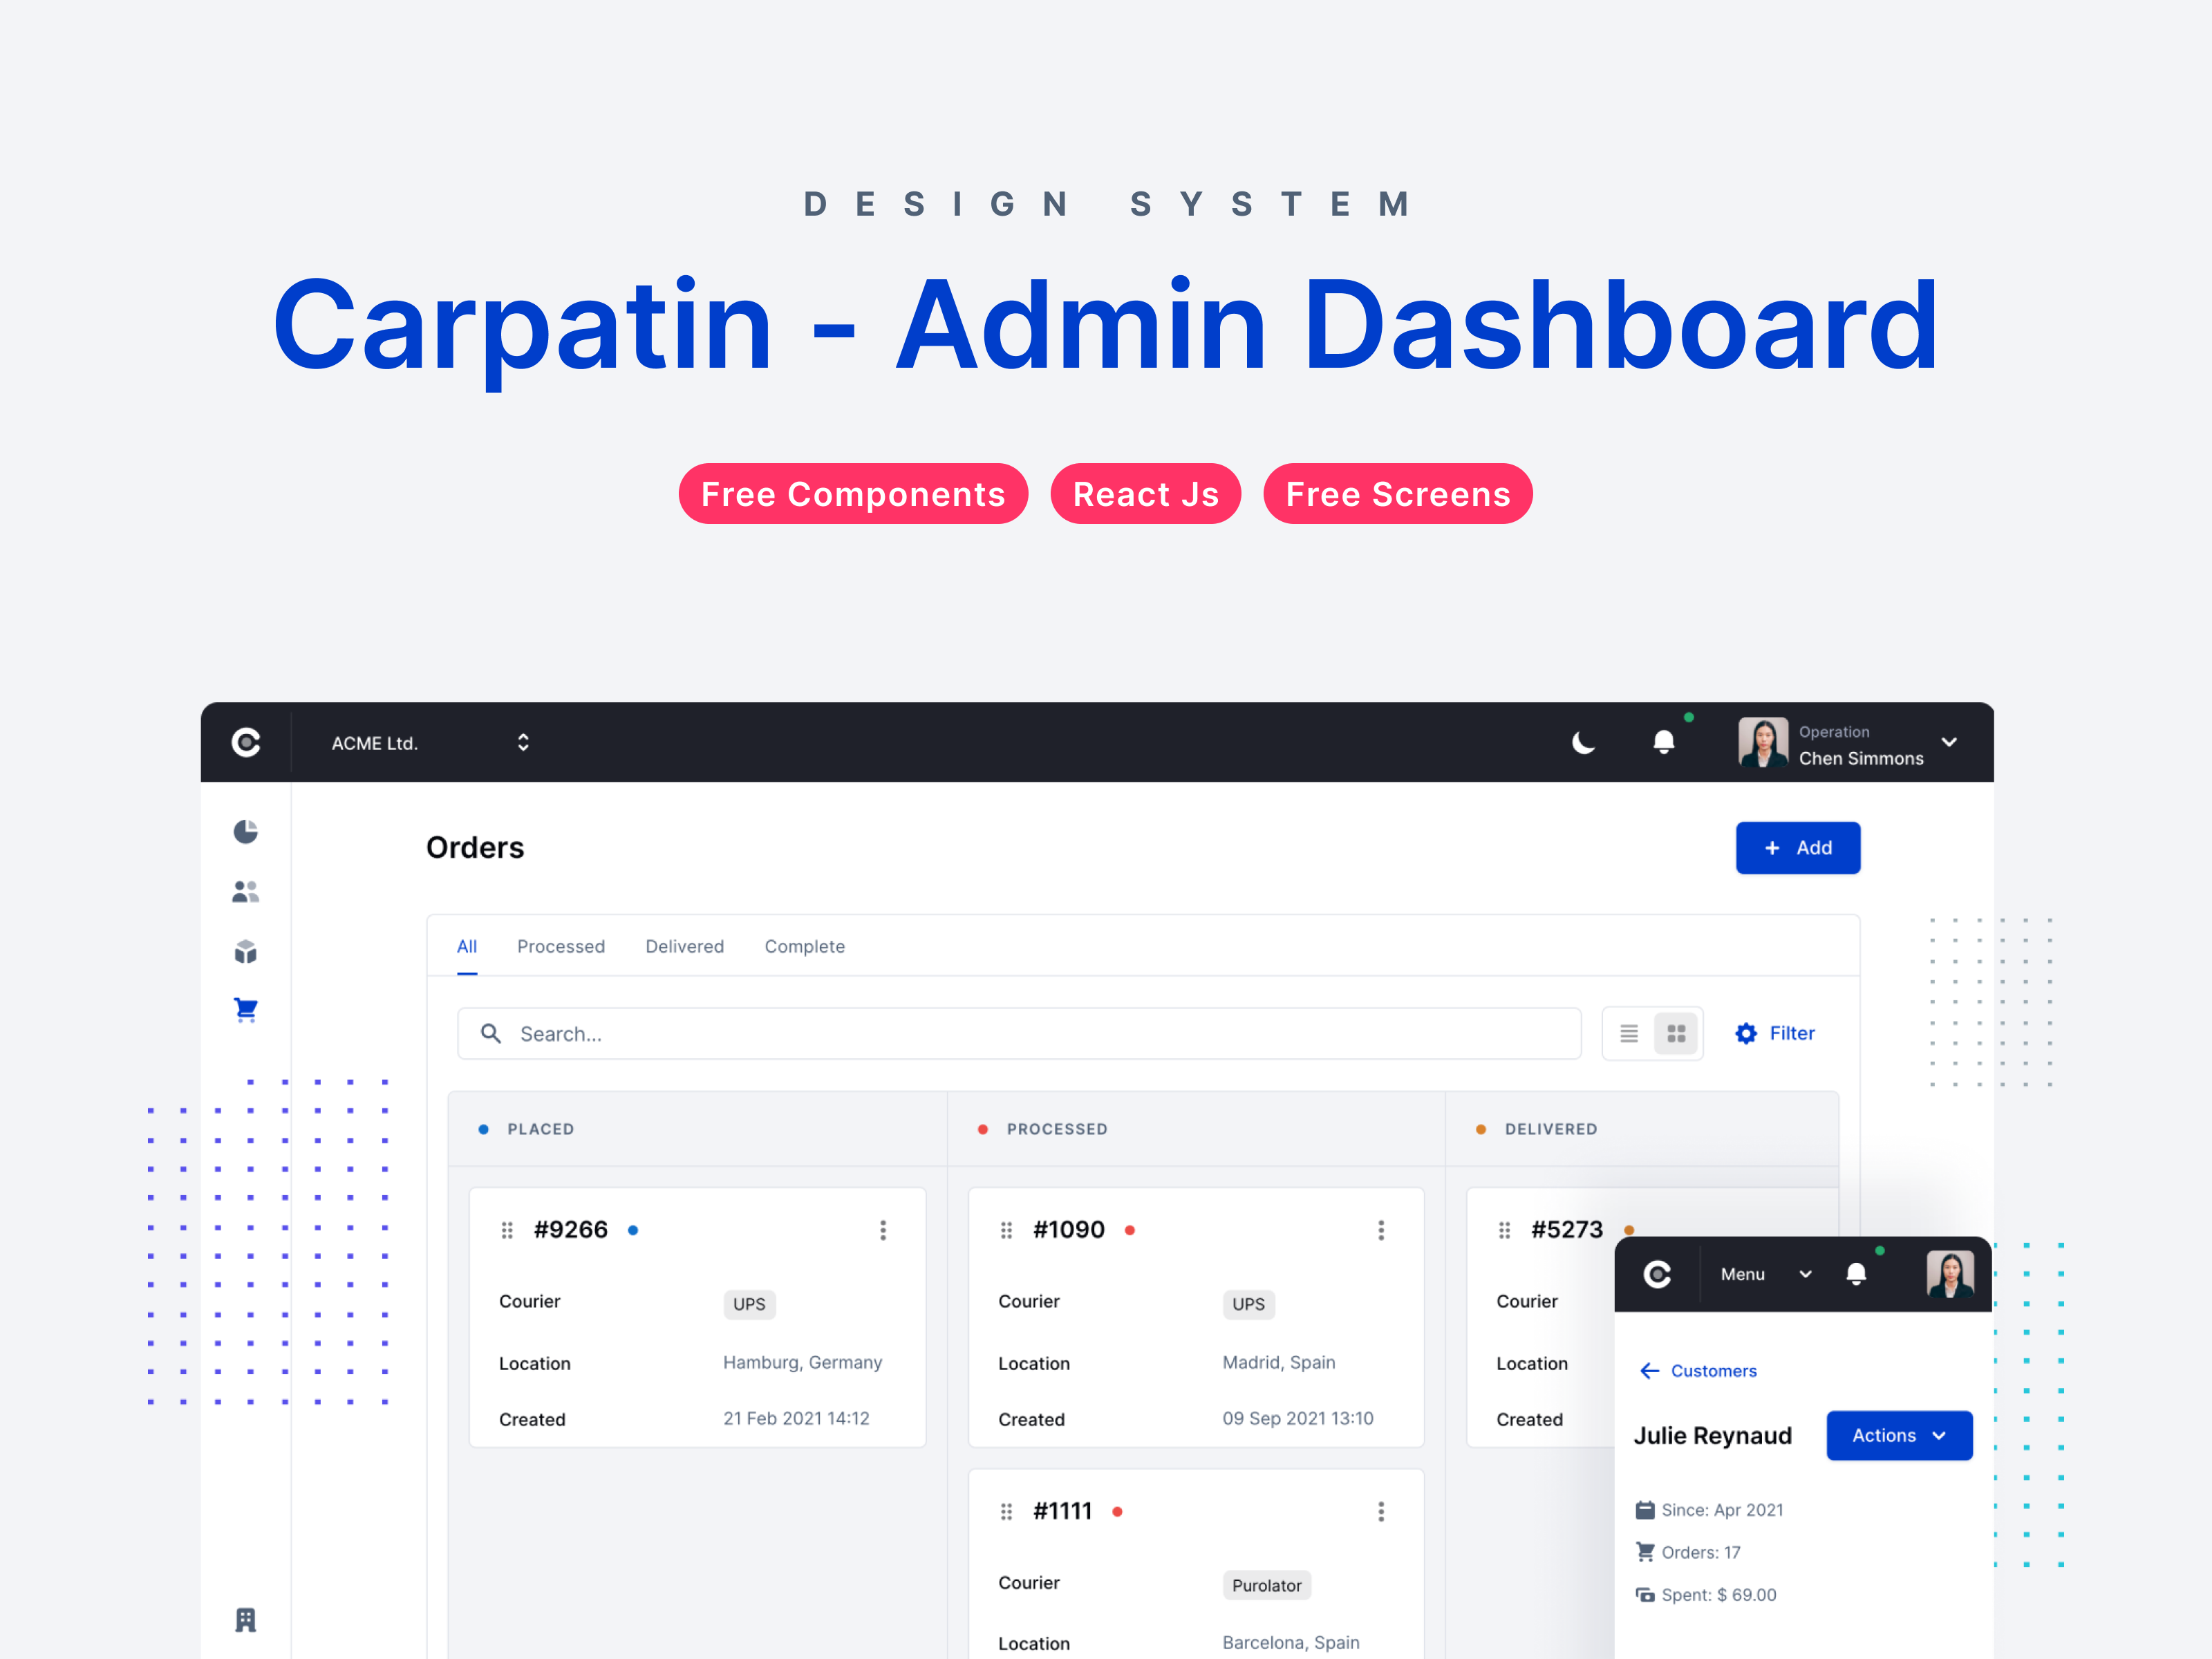 DESIGN SYSTEM
Carpatin - Admin Dashboard
Free Components React Js Free Screens
ACME Ltd.
Operation
Chen Simmons
Orders
+ Add
All Processed Delivered Complete
Search...
Filter
PLACED PROCESSED DELIVERED
#9266
Courier UPS
Location Hamburg, Germany
Created 21 Feb 2021 14:12
#1090
Courier UPS
Location Madrid, Spain
Created 09 Sep 2021 13:10
#1111
Courier Purolator
Location Barcelona, Spain
#5273
Courier
Location
Created
Menu
Customers
Julie Reynaud
Actions
Since: Apr 2021
Orders: 17
Spent: $ 69.00